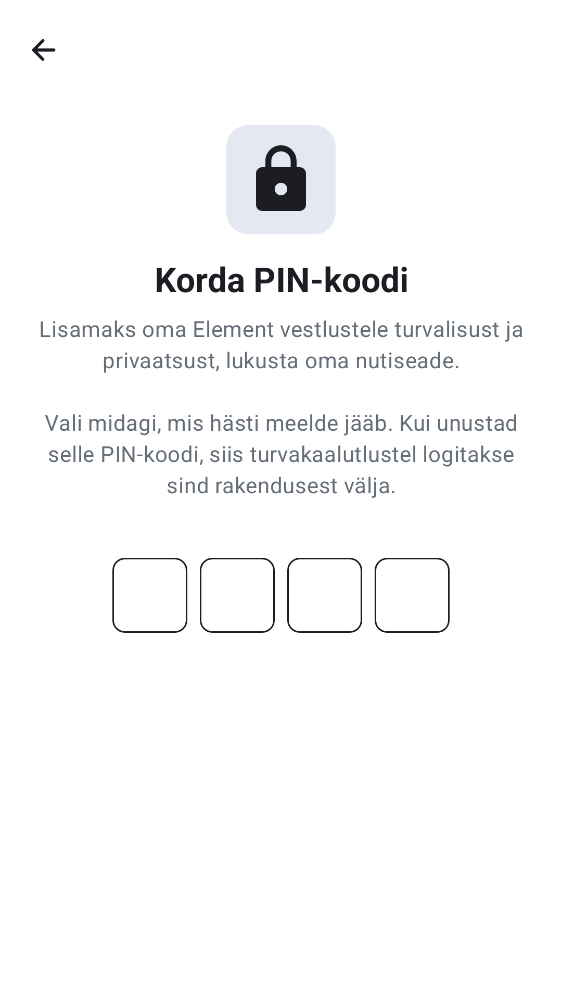 Korda PIN-koodi
Lisamaks oma Element vestlustele turvalisust ja
privaatsust, lukusta oma nutiseade.
Vali midagi, mis hästi meelde jääb. Kui unustad
selle PIN-koodi, siis turvakaalutlustel logitakse
sind rakendusest välja.